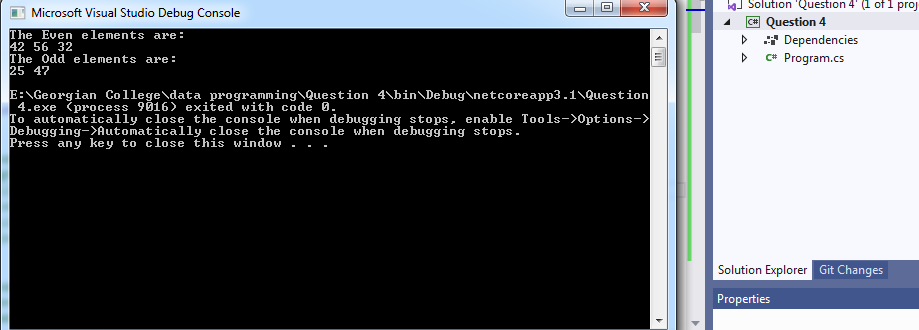 Microsoft Visual Studio Debug Console
The Even elements are:
42 56 32
The Odd elements are:
25 47
E:\Georgian College\data programming\Question 4\bin\Debug\netcoreapp3.1\Question
4.exe (process 9016) exited with code 0.
To automatically close the console when debugging stops, enable Tools->Options->
Debugging->Automatically close the console when debugging stops.
Press any key to close this window . . .
Solution 'Question 4' (1 of 1 proje
C# Question 4
Dependencies
C# Program.cs
Solution Explorer Git Changes
Properties